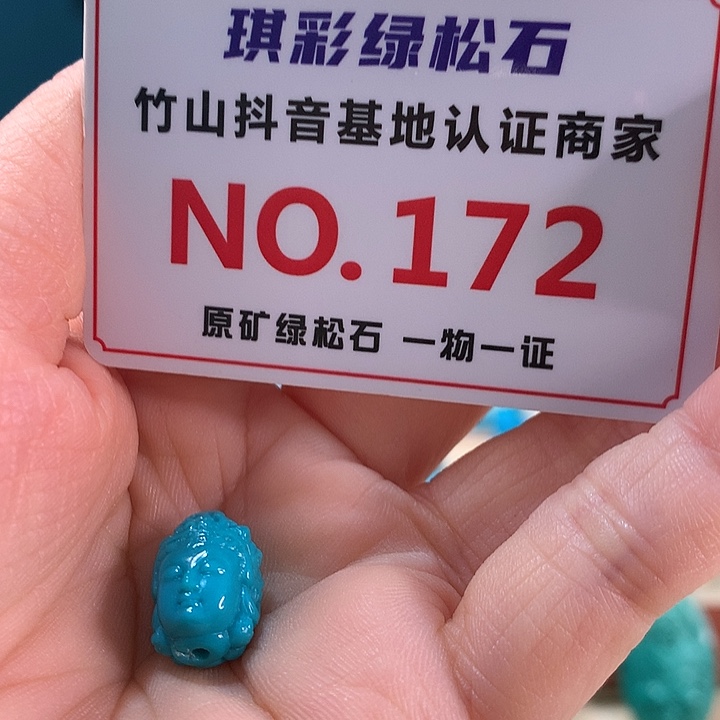 琪彩绿松石
竹山抖音基地认证商家
NO.172
原矿绿松石 一物一证